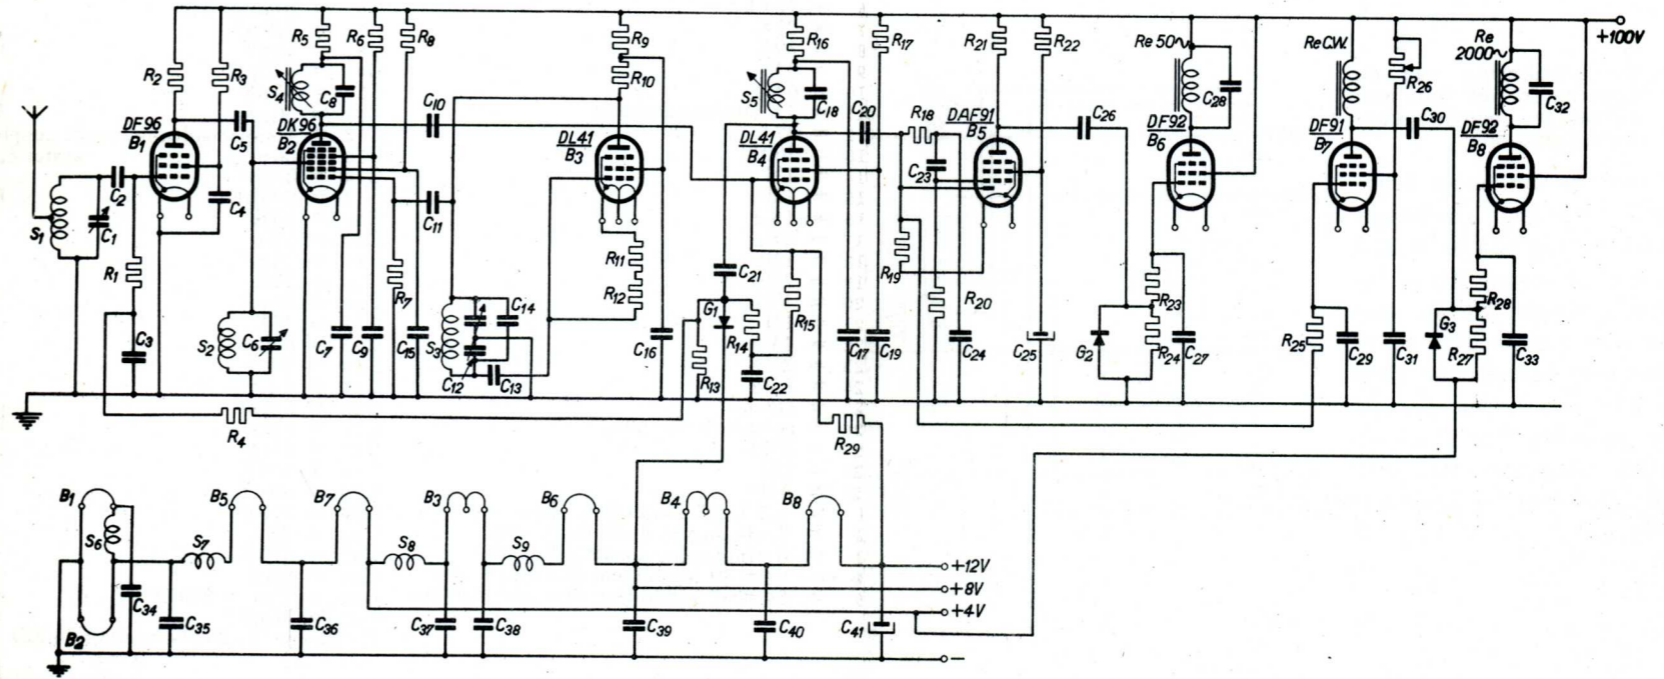 R5 R6 R8 R9 R16 R17 R21 R22 Re 50~ Re C.W. Re 2000~ +100V
R2 R3 S4 C8 R10 S5 C18 C28 R26 C32
DF96 B1 C5 DK96 B2 C10 DL41 B3 DL41 B4 C20 R18 DAF91 B5 C26 DF92 B6 DF91 B7 C30 DF92 B8
C2 C4 C23
S1 C1 C11
R1 R7 R11 C21 R19
R12 R15 R20 R23 R28
C3 S2 C6 C7 C9 C15 S3 C14 C16 G1 R14 C17 C19 C24 C25 G2 R24 C27 R25 C29 C31 G3 R27 C33
C12 C13 R13 C22
R4 R29
B1 B5 B7 B3 B6 B4 B8
S6 S7 S8 S9
+12V
+8V
C34 +4V
B2 C35 C36 C37 C38 C39 C40 C41
−